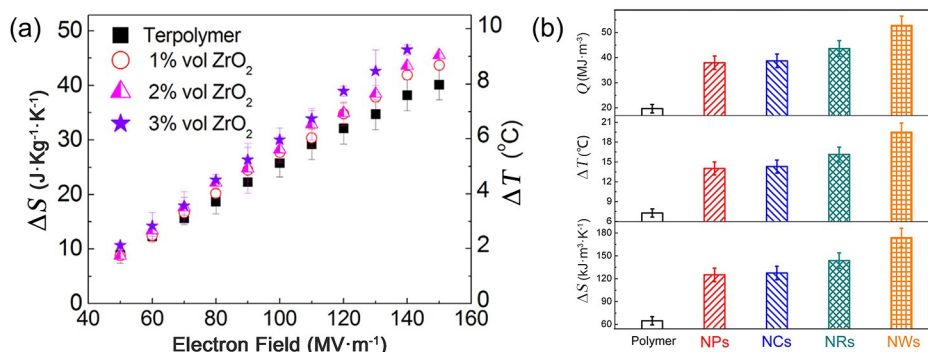 (a)
50
40
30
20
10
0
ΔS (J·Kg⁻¹·K⁻¹)
Terpolymer
1% vol ZrO₂
2% vol ZrO₂
3% vol ZrO₂
10
8
6
4
2
0
ΔT (°C)
40 60 80 100 120 140 160
Electron Field (MV·m⁻¹)
(b)
Q (MJ·m⁻³)
50
40
30
20
ΔT (°C)
21
18
15
12
9
6
ΔS (kJ·m⁻³·K⁻¹)
180
150
120
90
60
Polymer NPs NCs NRs NWs